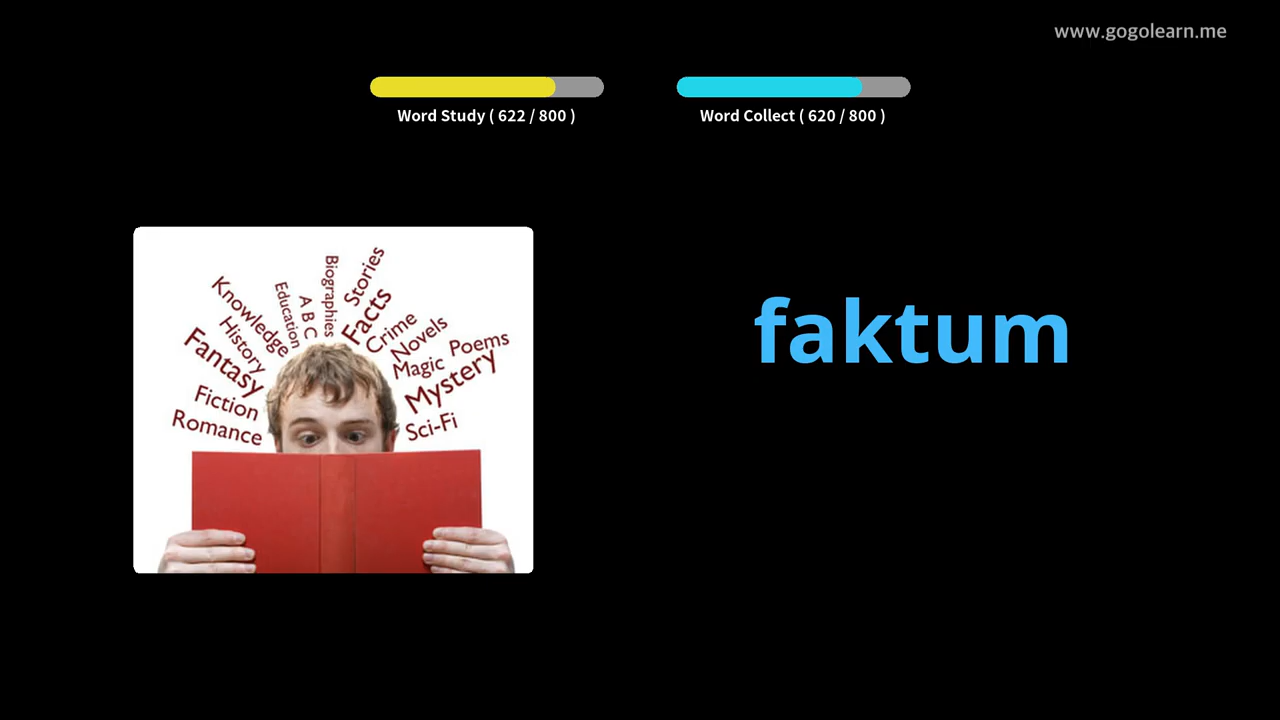 www.gogolearn.me
Word Study ( 622 / 800 )
Word Collect ( 620 / 800 )
faktum
Knowledge
Education
A B C
Biographies
Stories
Facts
Crime
Novels
Poems
History
Magic
Fantasy
Mystery
Fiction
Sci-Fi
Romance